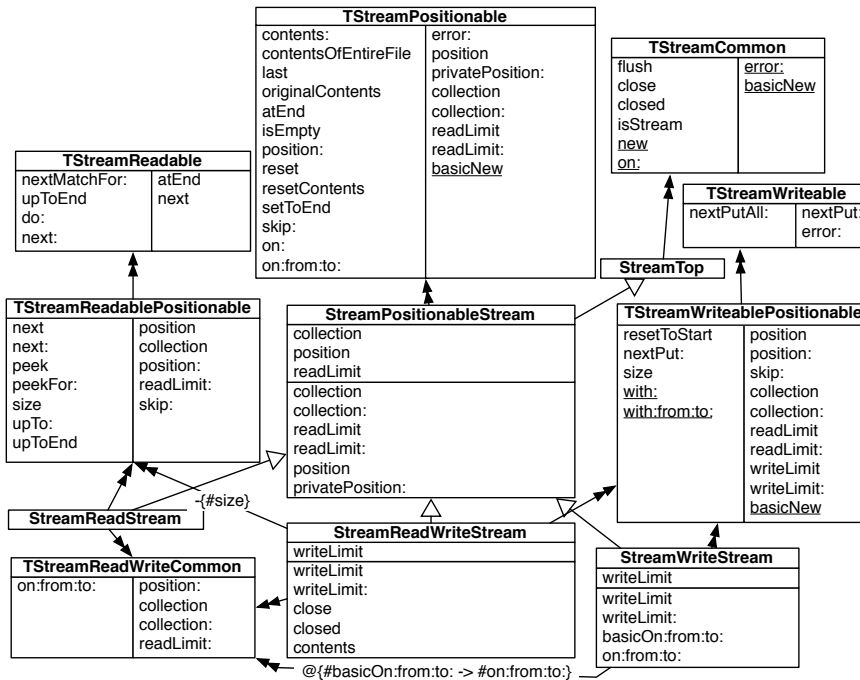 TStreamPositionable
contents:
contentsOfEntireFile
last
originalContents
atEnd
isEmpty
position:
reset
resetContents
setToEnd
skip:
on:
on:from:to:
error:
position
privatePosition:
collection
collection:
readLimit
readLimit:
basicNew
TStreamCommon
flush
close
closed
isStream
new
on:
error:
basicNew
TStreamReadable
nextMatchFor:
upToEnd
do:
next:
atEnd
next
TStreamWriteable
nextPutAll:
nextPut:
error:
StreamTop
TStreamReadablePositionable
next
next:
peek
peekFor:
size
upTo:
upToEnd
position
collection
position:
readLimit:
skip:
StreamPositionableStream
collection
position
readLimit
collection
collection:
readLimit
readLimit:
position
privatePosition:
TStreamWriteablePositionable
resetToStart
nextPut:
size
with:
with:from:to:
position
position:
skip:
collection
collection:
readLimit
readLimit:
writeLimit
writeLimit:
basicNew
-{#size}
StreamReadStream
TStreamReadWriteCommon
on:from:to:
position:
collection
collection:
readLimit:
StreamReadWriteStream
writeLimit
writeLimit
writeLimit:
close
closed
contents
StreamWriteStream
writeLimit
writeLimit
writeLimit:
basicOn:from:to:
on:from:to:
@{#basicOn:from:to: -> #on:from:to:}